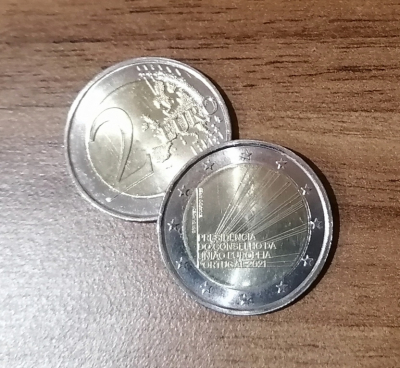 2 EURO
PRESIDÊNCIA
DO CONSELHO DA
UNIÃO EUROPEIA
PORTUGAL 2021